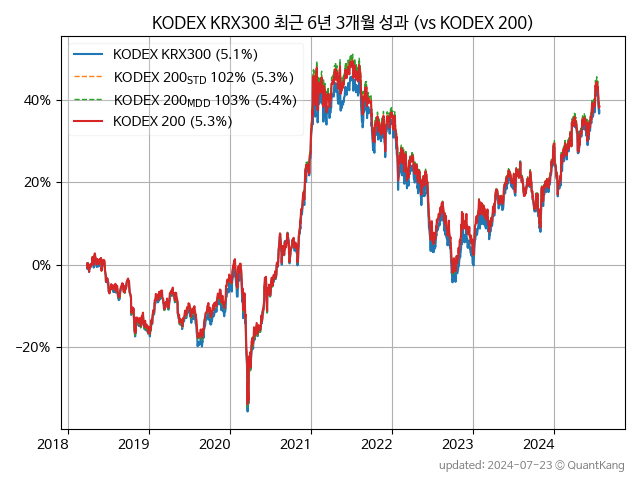 KODEX KRX300 최근 6년 3개월 성과 (vs KODEX 200)
KODEX KRX300 (5.1%)
KODEX 200STD 102% (5.3%)
KODEX 200MDD 103% (5.4%)
KODEX 200 (5.3%)
40%
20%
0%
−20%
2018 2019 2020 2021 2022 2023 2024
updated: 2024-07-23 © QuantKang